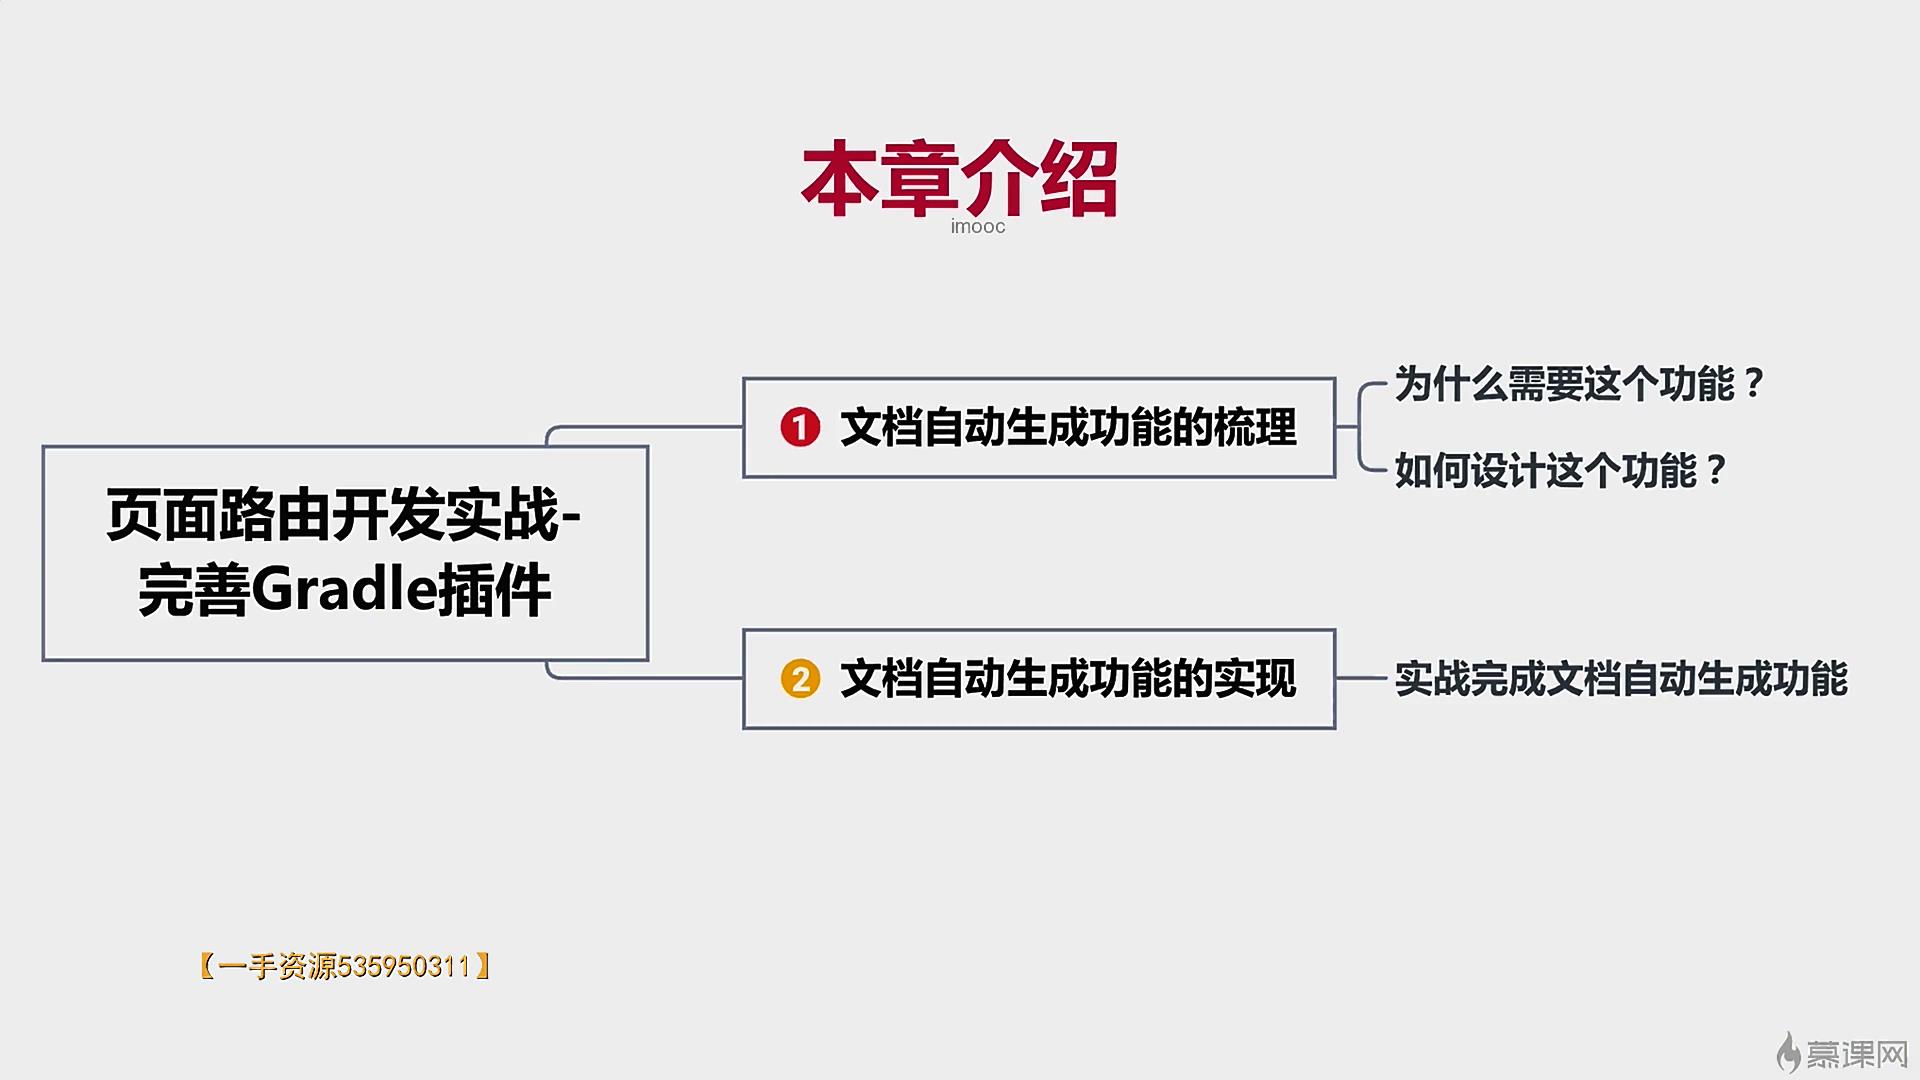 本章介绍
imooc
页面路由开发实战-
完善Gradle插件
1 文档自动生成功能的梳理
为什么需要这个功能？
如何设计这个功能？
2 文档自动生成功能的实现
实战完成文档自动生成功能
【一手资源535950311】
慕课网